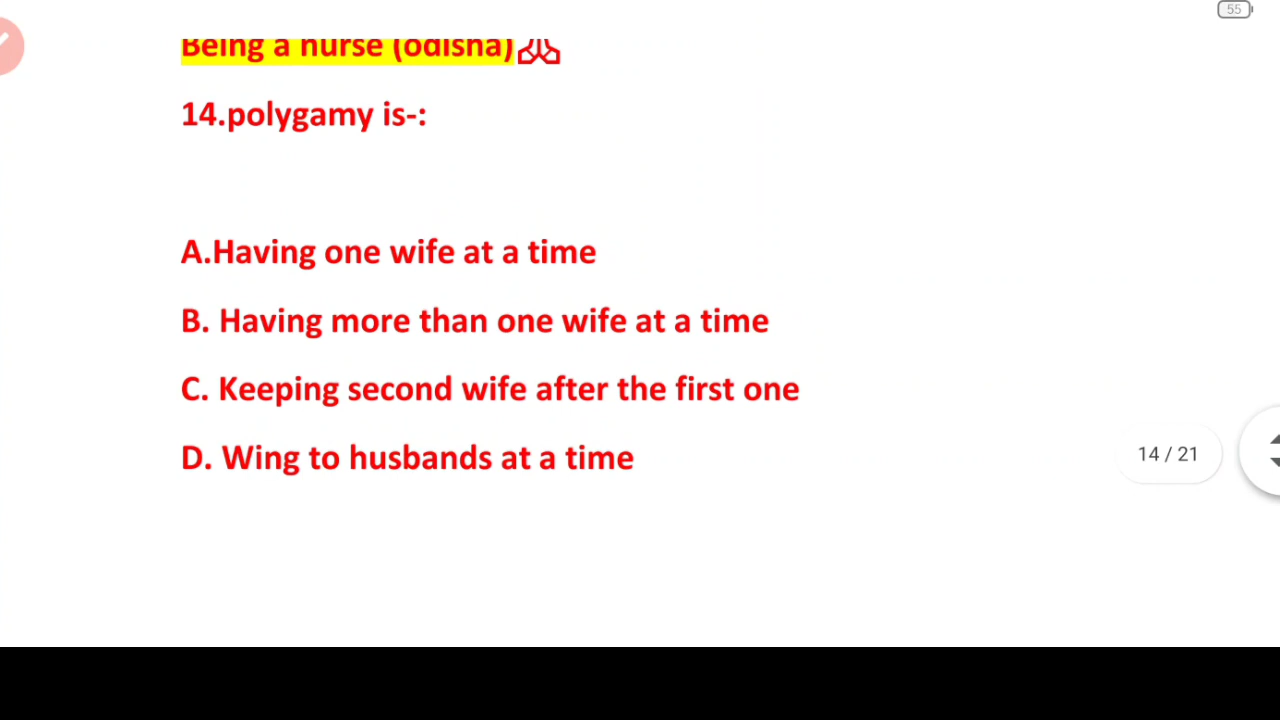 55
Being a nurse (odisha)
14.polygamy is-:
A.Having one wife at a time
B. Having more than one wife at a time
C. Keeping second wife after the first one
D. Wing to husbands at a time
14 / 21